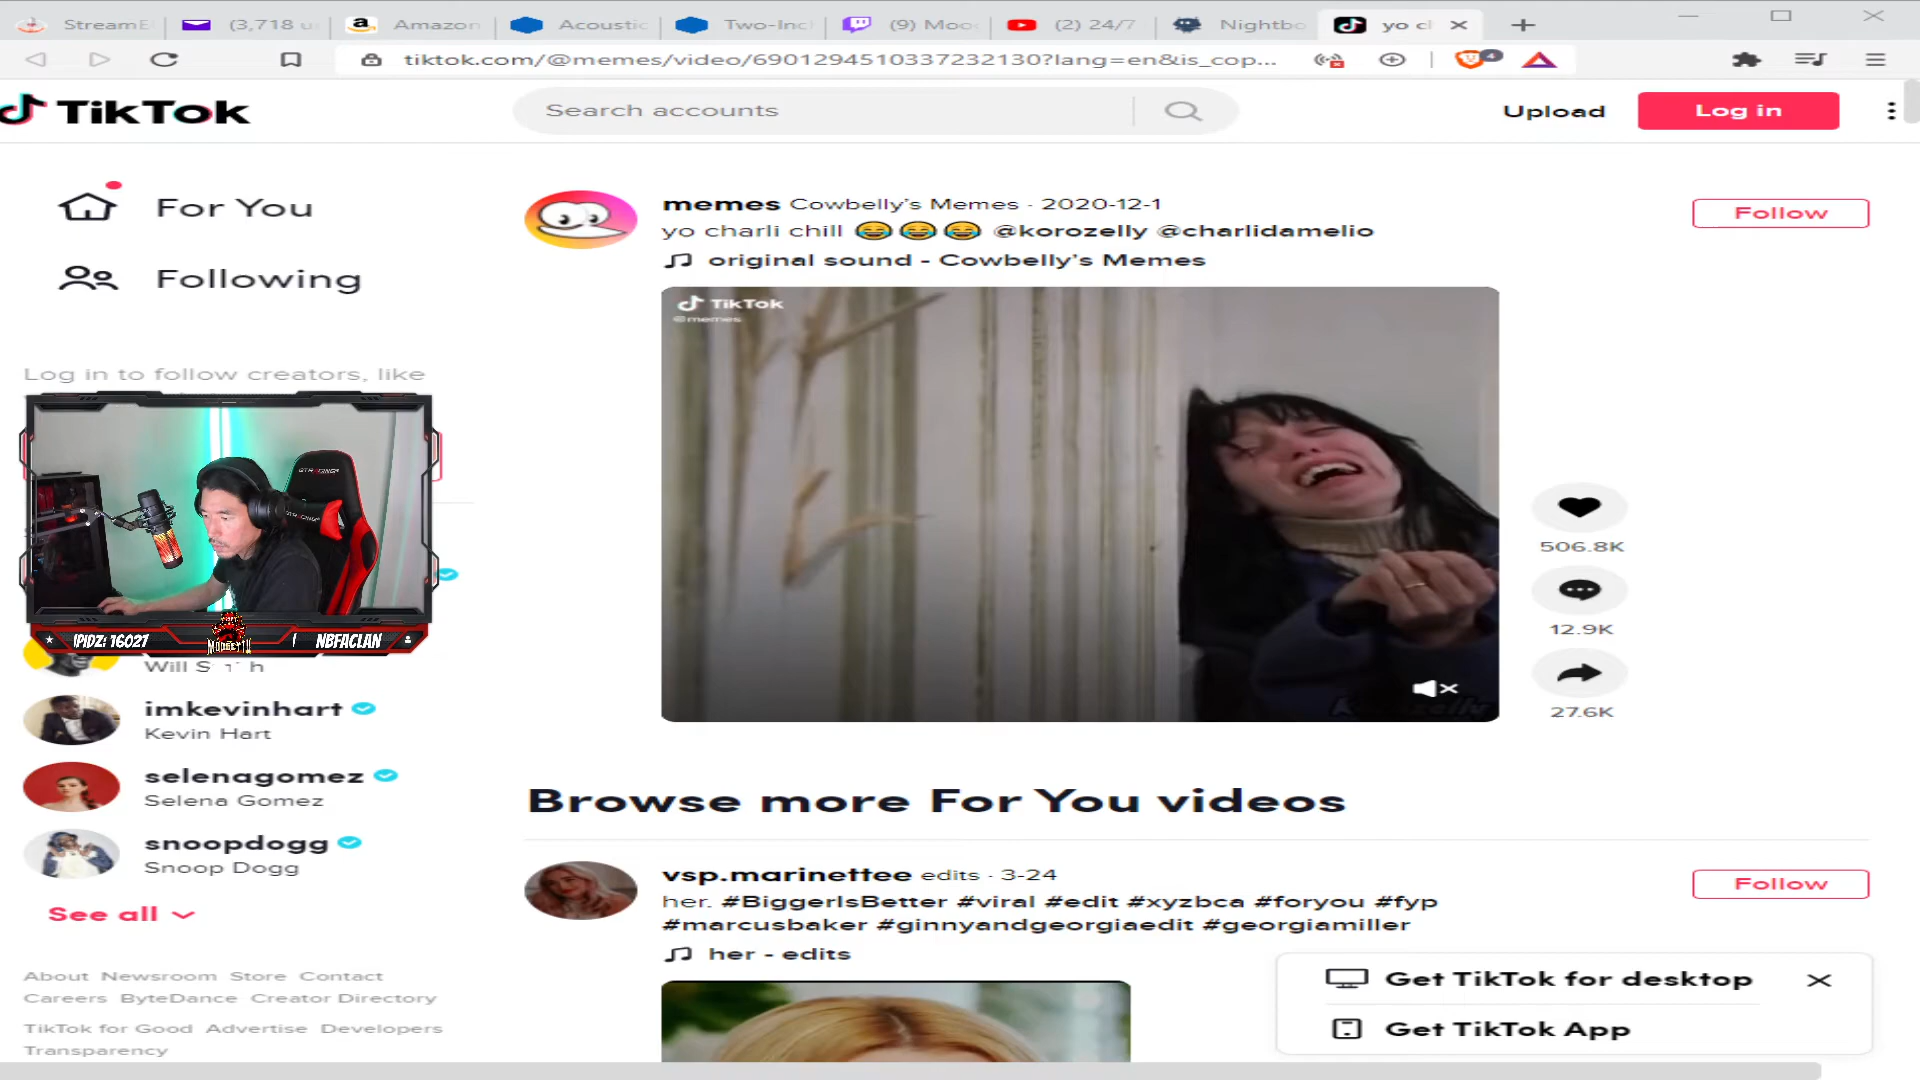 StreamE
(3,718 u
Amazon
Acoustic
Two-Incl
(9) Moo
(2) 24/7
Nightbo
yo cl
tiktok.com/@memes/video/6901294510337232130?lang=en&is_cop...
4
TikTok
Search accounts
Upload
Log in
For You
Following
Log in to follow creators, like
memes Cowbelly's Memes · 2020-12-1
yo charli chill 😂😂😂 @korozelly @charlidamelio
original sound - Cowbelly's Memes
Follow
TikTok
@memes
Korozelly
506.8K
12.9K
27.6K
GTRACING
GTRACING
IPIDZ: 16027
NBFACLAN
imkevinhart
Kevin Hart
selenagomez
Selena Gomez
snoopdogg
Snoop Dogg
See all
About Newsroom Store Contact
Careers ByteDance Creator Directory
TikTok for Good Advertise Developers
Transparency
Browse more For You videos
vsp.marinettee edits · 3-24
her. #BiggerIsBetter #viral #edit #xyzbca #foryou #fyp
#marcusbaker #ginnyandgeorgiaedit #georgiamiller
her - edits
Follow
Get TikTok for desktop
Get TikTok App